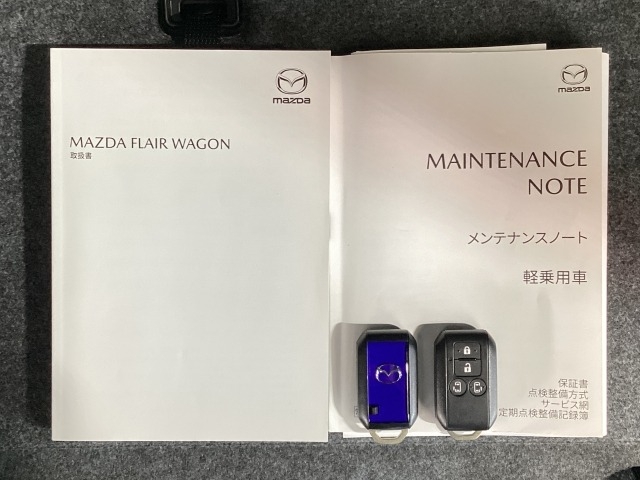 mazda
MAZDA FLAIR WAGON
取扱書
mazda
MAINTENANCE
NOTE
メンテナンスノート
軽乗用車
保証書
点検整備方式
サービス網
定期点検整備記録簿